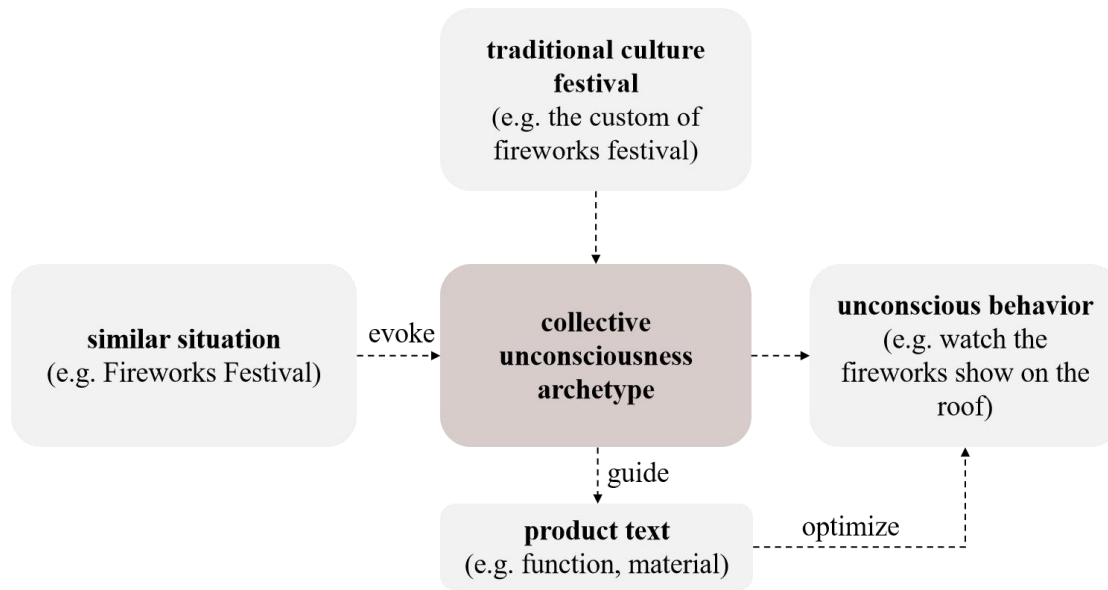 traditional culture
festival
(e.g. the custom of
fireworks festival)
similar situation
(e.g. Fireworks Festival)
evoke
collective
unconsciousness
archetype
unconscious behavior
(e.g. watch the
fireworks show on the
roof)
guide
product text
(e.g. function, material)
optimize